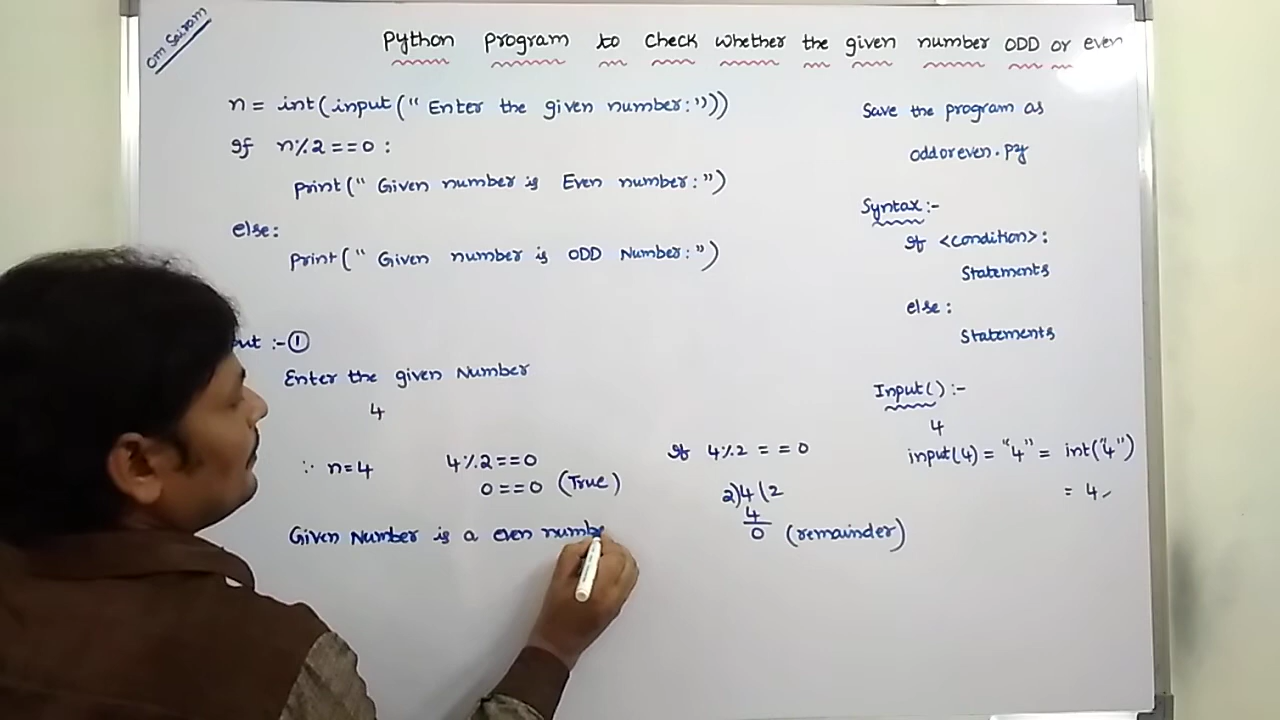 Om Sairam
Python program to check whether the given number ODD or even
n = int(input("Enter the given number:"))
If n%2==0 :
print("Given number is Even number:")
else:
print("Given number is ODD Number:")
Save the program as
oddoreven.py
Syntax:-
If <condition>:
Statements
else:
Statements
:-①
Enter the given Number
4
∵ n=4
4%2==0
0==0 (True)
Given Number is a even numbe
If 4%2 == 0
2)4(2
4
0 (remainder)
Input() :-
4
input(4) = "4" = int("4")
= 4